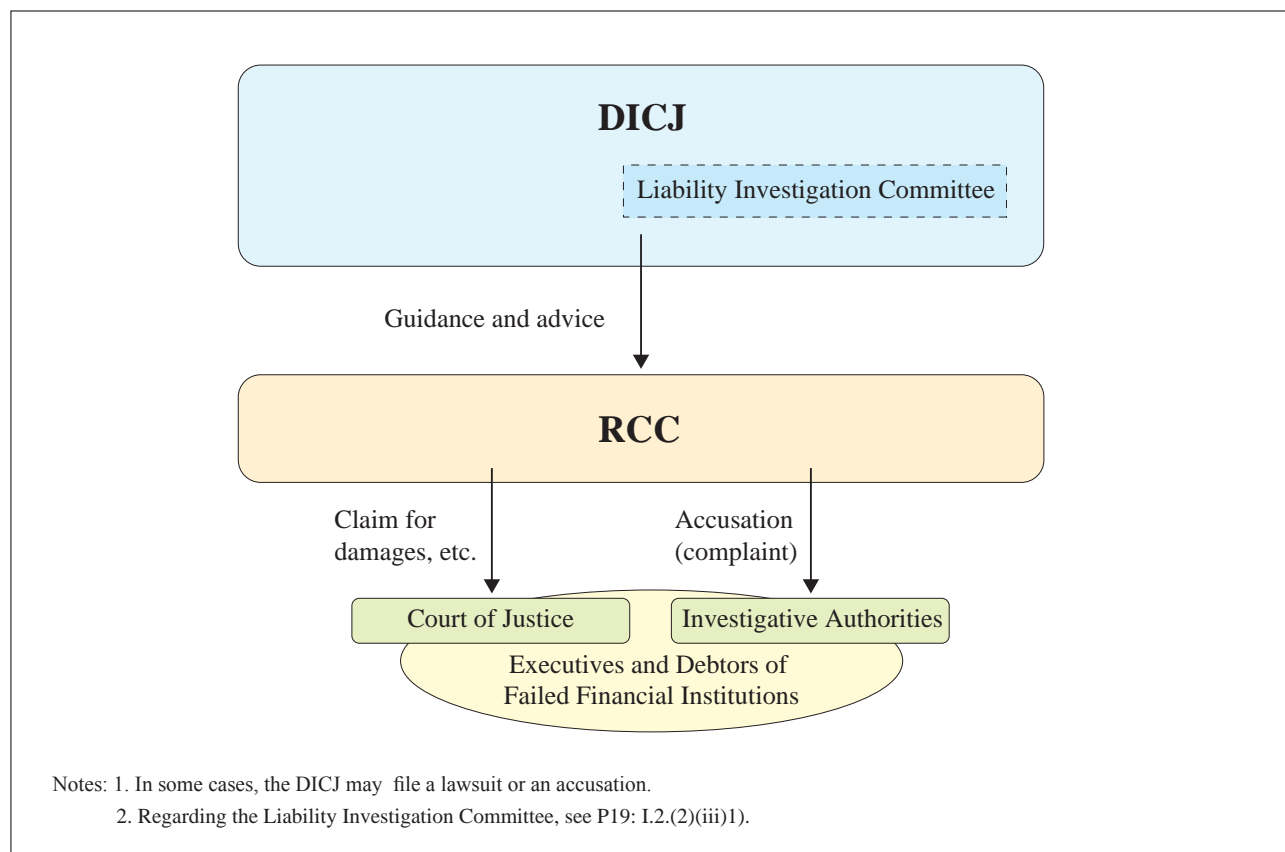 DICJ
Liability Investigation Committee
Guidance and advice
RCC
Claim for
damages, etc.
Accusation
(complaint)
Court of Justice
Investigative Authorities
Executives and Debtors of
Failed Financial Institutions
Notes: 1. In some cases, the DICJ may file a lawsuit or an accusation.
2. Regarding the Liability Investigation Committee, see P19: I.2.(2)(iii)1).